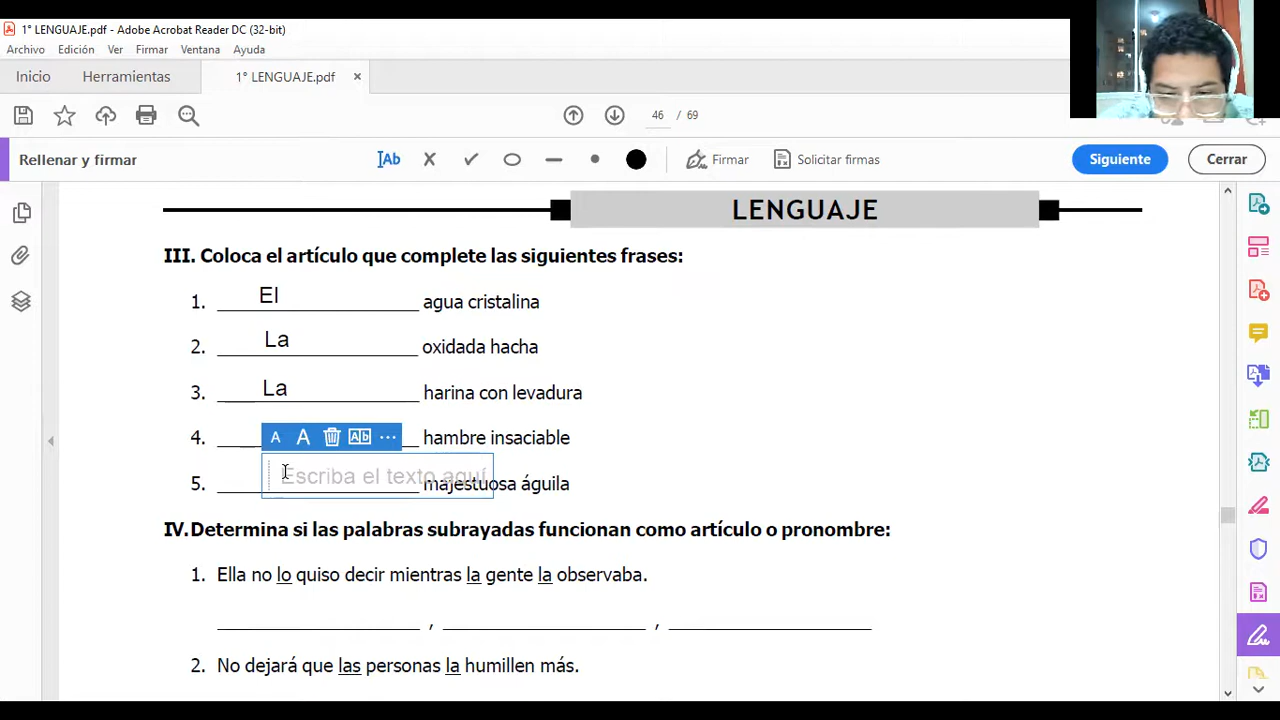 1° LENGUAJE.pdf - Adobe Acrobat Reader DC (32-bit)
Archivo Edición Ver Firmar Ventana Ayuda
Inicio Herramientas 1° LENGUAJE.pdf ×
46 / 69
Rellenar y firmar Ab Firmar Solicitar firmas Siguiente Cerrar
LENGUAJE
III. Coloca el artículo que complete las siguientes frases:
1. El agua cristalina
2. La oxidada hacha
3. La harina con levadura
A A Ab ...
4. hambre insaciable
Escriba el texto aquí
5. majestuosa águila
IV. Determina si las palabras subrayadas funcionan como artículo o pronombre:
1. Ella no lo quiso decir mientras la gente la observaba.
, ,
2. No dejará que las personas la humillen más.